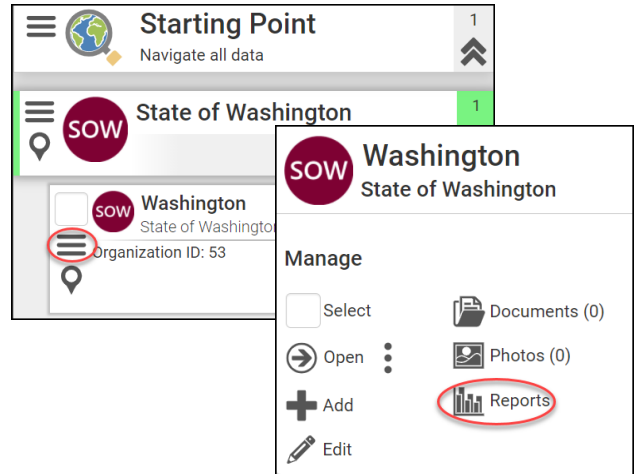 Starting Point
1
Navigate all data
State of Washington
1
SOW
SOW
Washington
State of Washington
Organization ID: 53
SOW
Washington
State of Washington
Manage
Select
Documents (0)
Open
Photos (0)
Add
Reports
Edit